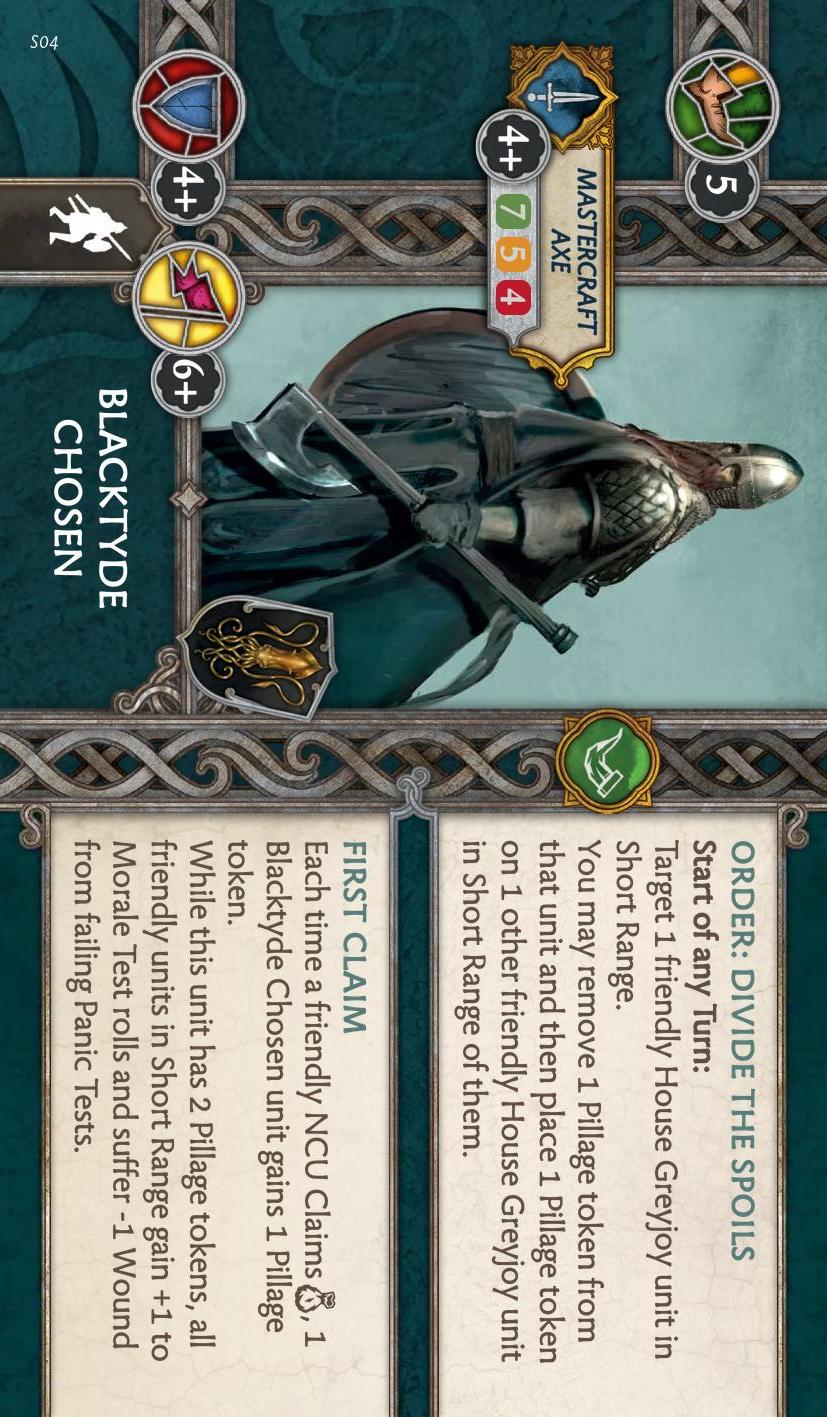 5
MASTERCRAFT
AXE
4+
7 5 4
4+
6+
BLACKTYDE
CHOSEN
ORDER: DIVIDE THE SPOILS
Start of any Turn:
Target 1 friendly House Greyjoy unit in
Short Range.
You may remove 1 Pillage token from
that unit and then place 1 Pillage token
on 1 other friendly House Greyjoy unit
in Short Range of them.
FIRST CLAIM
Each time a friendly NCU Claims , 1
Blacktyde Chosen unit gains 1 Pillage
token.
While this unit has 2 Pillage tokens, all
friendly units in Short Range gain +1 to
Morale Test rolls and suffer -1 Wound
from failing Panic Tests.
S04